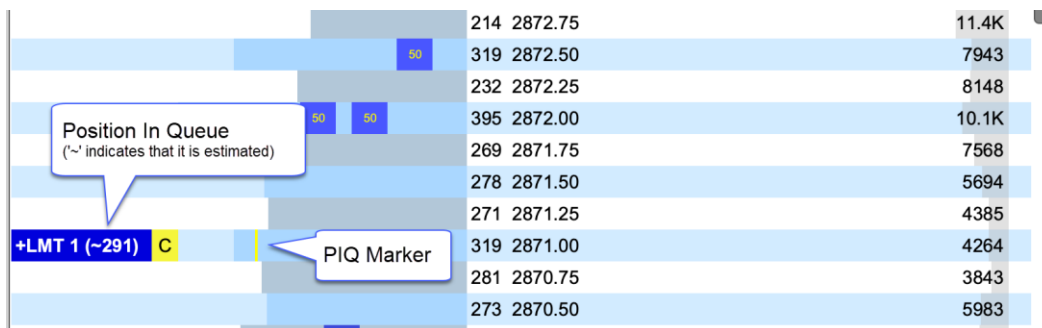 214 2872.75 11.4K
50 319 2872.50 7943
232 2872.25 8148
50 50 395 2872.00 10.1K
Position In Queue
('~' indicates that it is estimated)
269 2871.75 7568
278 2871.50 5694
271 2871.25 4385
+LMT 1 (~291) C PIQ Marker 319 2871.00 4264
281 2870.75 3843
273 2870.50 5983